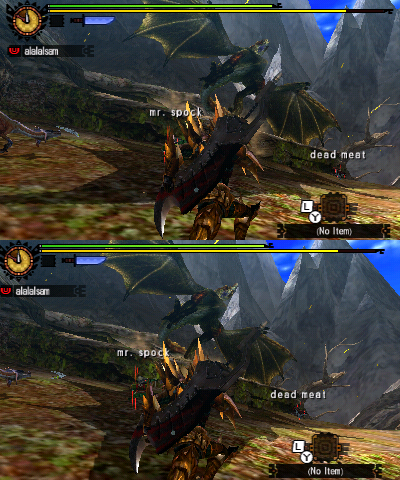 alalalsam
mr. spock
dead meat
L
Y
(No Item)
alalalsam
mr. spock
dead meat
L
Y
(No Item)